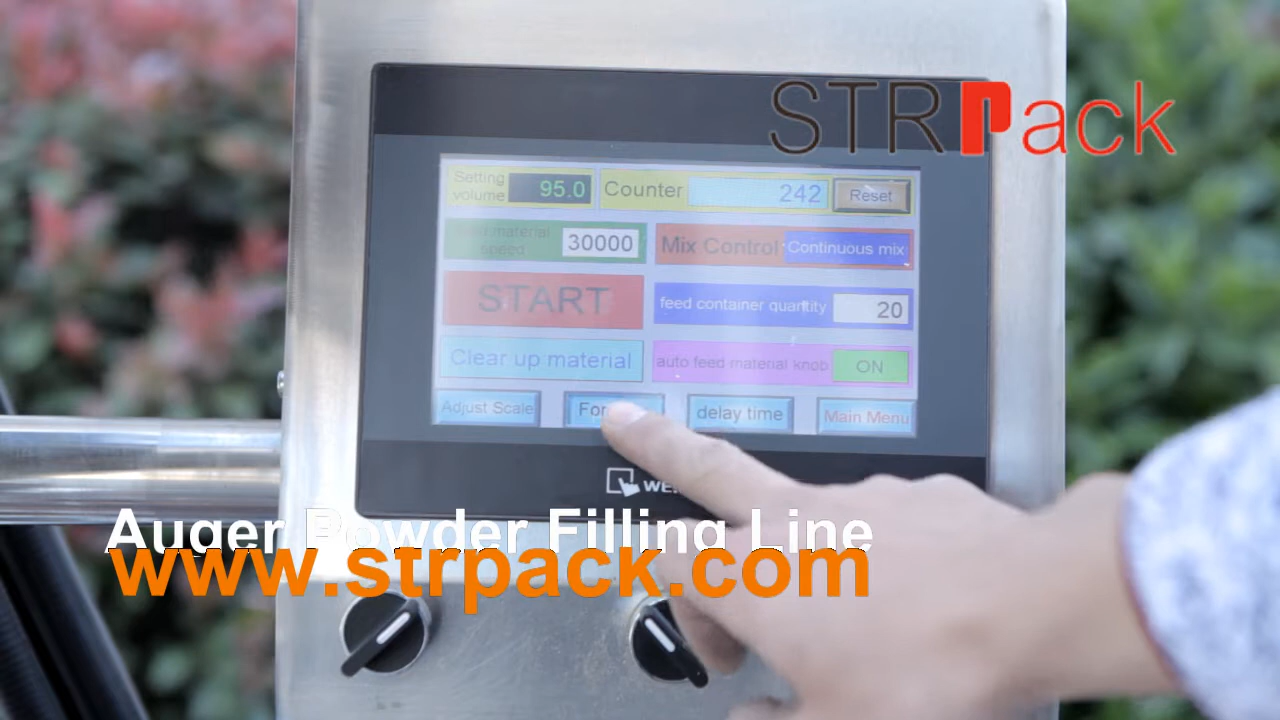 STRPack
Setting volume 95.0 Counter 242 Reset
material speed 30000 Mix Control Continuous mix
START feed container quantity 20
Clear up material auto feed material knob ON
Adjust Scale delay time Main Menu
Auger Powder Filling Line
www.strpack.com